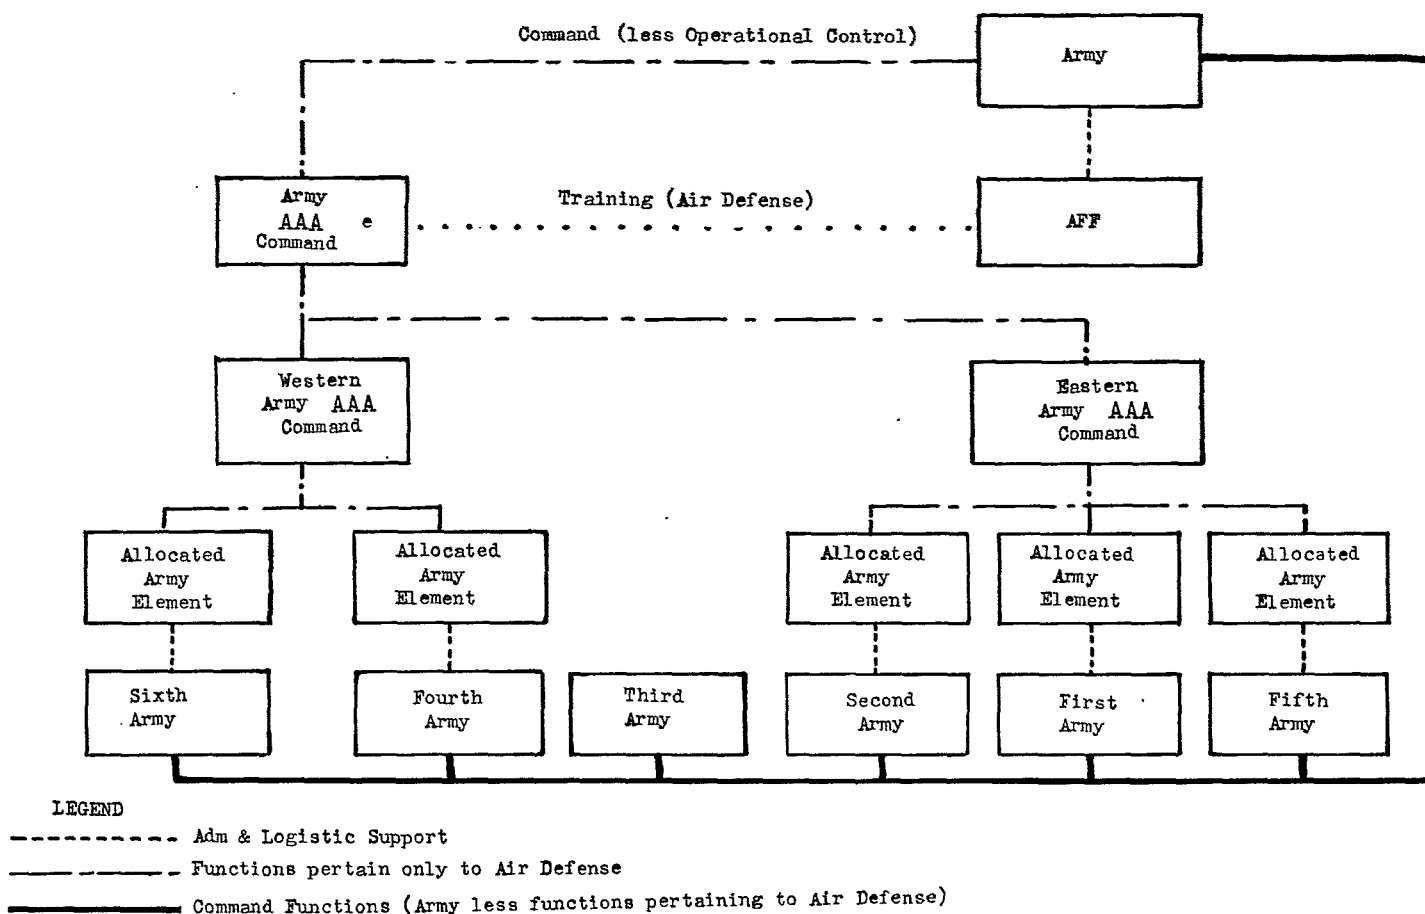 Command (less Operational Control)
Army
Army
AAA e
Command
Training (Air Defense)
AFF
Western
Army AAA
Command
Eastern
Army AAA
Command
Allocated
Army
Element
Allocated
Army
Element
Allocated
Army
Element
Allocated
Army
Element
Allocated
Army
Element
Sixth
Army
Fourth
Army
Third
Army
Second
Army
First
Army
Fifth
Army
LEGEND
Adm & Logistic Support
Functions pertain only to Air Defense
Command Functions (Army less functions pertaining to Air Defense)